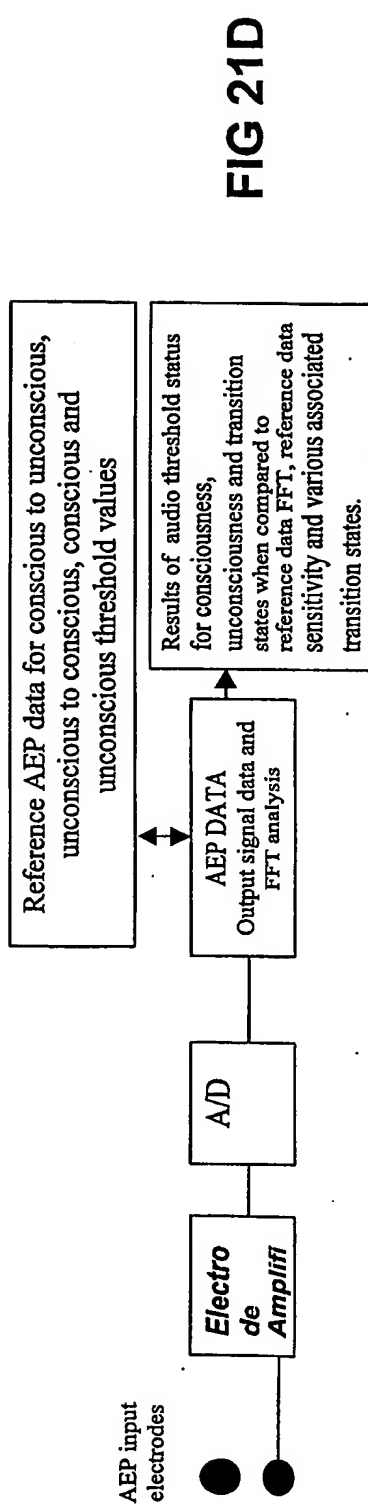 AEP input
electrodes
Electro
de
Amplifi
A/D
AEP DATA
Output signal data and
FFT analysis
Reference AEP data for conscious to unconscious,
unconscious to conscious, conscious and
unconscious threshold values
Results of audio threshold status
for consciousness,
unconsciousness and transition
states when compared to
reference data FFT, reference data
sensitivity and various associated
transition states.
FIG 21D